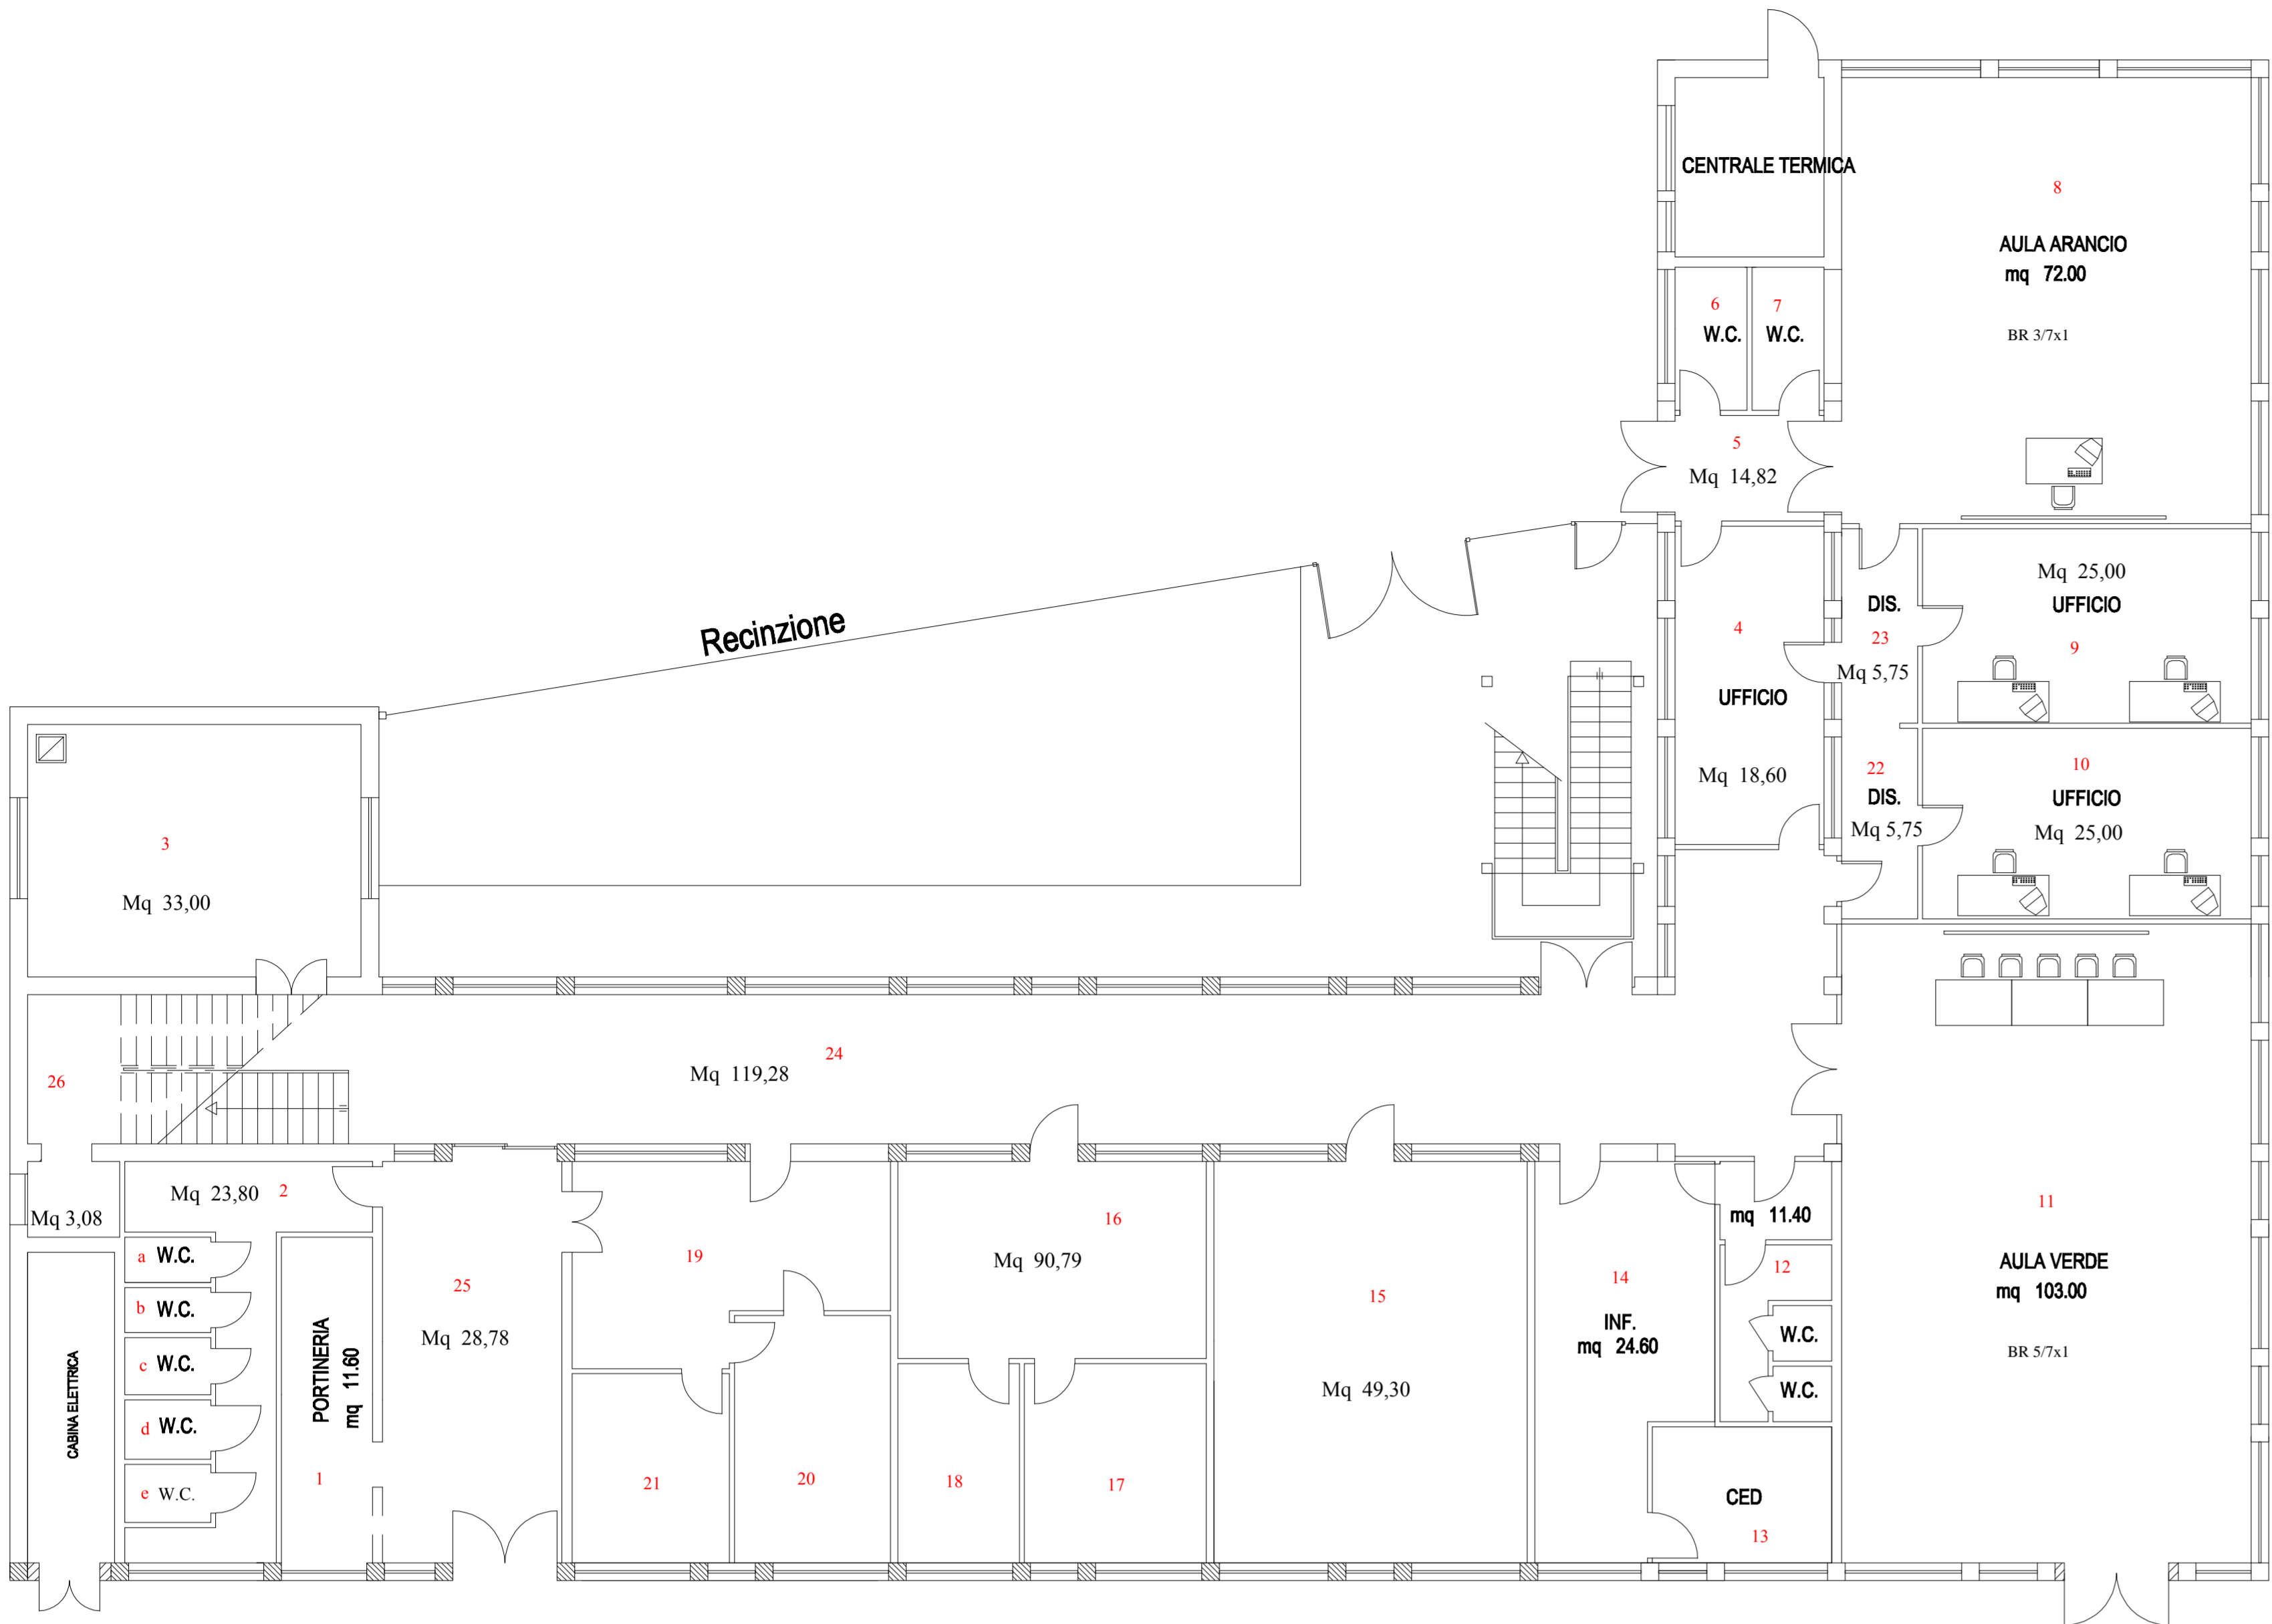 CENTRALE TERMICA
8
AULA ARANCIO
mq 72.00
BR 3/7x1
6
W.C.
7
W.C.
5
Mq 14,82
Recinzione
4
UFFICIO
Mq 18,60
DIS.
23
Mq 5,75
Mq 25,00
UFFICIO
9
22
DIS.
Mq 5,75
10
UFFICIO
Mq 25,00
3
Mq 33,00
26
24
Mq 119,28
Mq 3,08
Mq 23,80 2
a W.C.
b W.C.
c W.C.
d W.C.
e W.C.
CABINA ELETTRICA
PORTINERIA
mq 11.60
1
25
Mq 28,78
19
21
20
16
Mq 90,79
18
17
15
Mq 49,30
14
INF.
mq 24.60
mq 11.40
12
W.C.
W.C.
CED
13
11
AULA VERDE
mq 103.00
BR 5/7x1